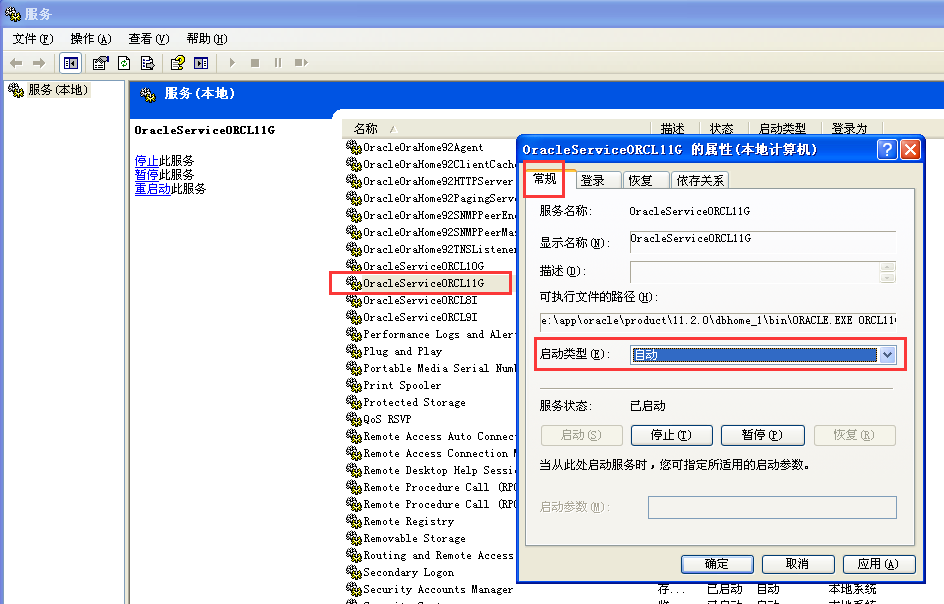 服务
文件(F) 操作(A) 查看(V) 帮助(H)
服务(本地)
服务(本地)
OracleServiceORCL11G
停止此服务
暂停此服务
重启动此服务
名称 描述 状态 启动类型 登录为
OracleOraHome92Agent
OracleOraHome92ClientCache
OracleOraHome92HTTPServer
OracleOraHome92PagingServe
OracleOraHome92SNMPPeerEn
OracleOraHome92SNMPPeerMas
OracleOraHome92TNSListener
OracleServiceORCL10G
OracleServiceORCL11G
OracleServiceORCL8I
OracleServiceORCL9I
Performance Logs and Aler
Plug and Play
Portable Media Serial Num
Print Spooler
Protected Storage
QoS RSVP
Remote Access Auto Connec
Remote Access Connection M
Remote Desktop Help Sessi
Remote Procedure Call (RPC
Remote Procedure Call (RPC
Remote Registry
Removable Storage
Routing and Remote Access
Secondary Logon
Security Accounts Manager 存... 已启动 自动 本地系统
OracleServiceORCL11G 的属性(本地计算机)
常规 登录 恢复 依存关系
服务名称: OracleServiceORCL11G
显示名称(N): OracleServiceORCL11G
描述(D):
可执行文件的路径(H):
e:\app\oracle\product\11.2.0\dbhome_1\bin\ORACLE.EXE ORCL11
启动类型(E): 自动
服务状态: 已启动
启动(S) 停止(T) 暂停(P) 恢复(R)
当从此处启动服务时，您可指定所适用的启动参数。
启动参数(M):
确定 取消 应用(A)